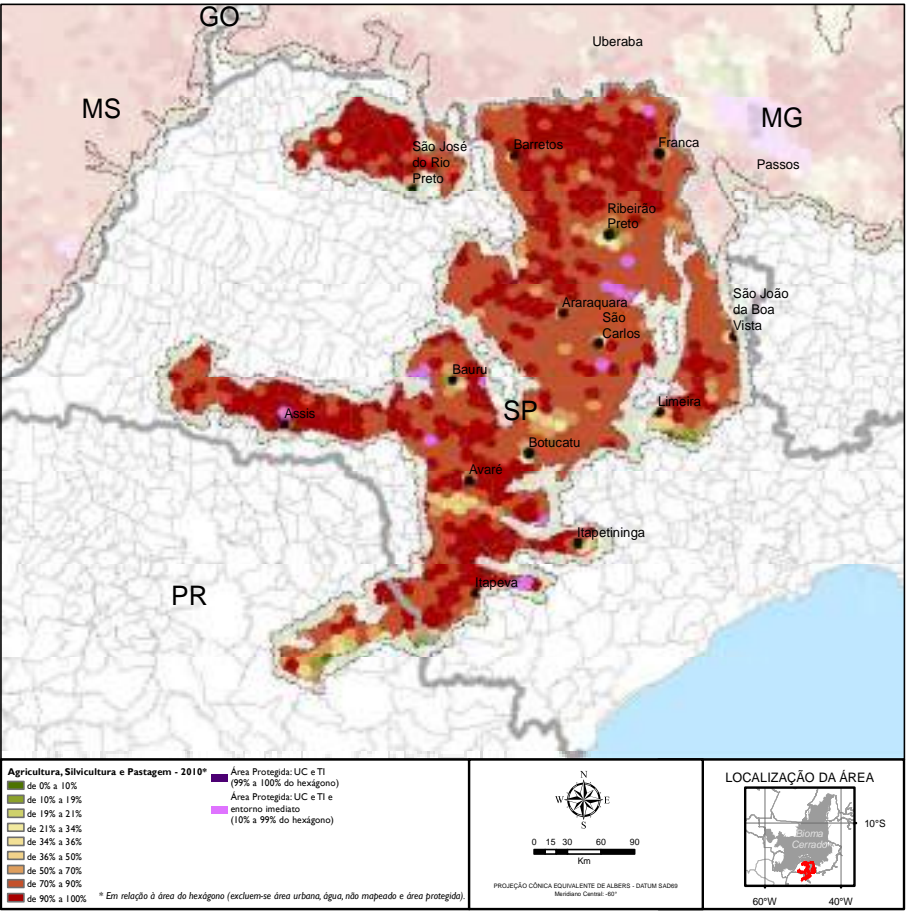 GO
Uberaba
MS
MG
São José
do Rio
Preto
Barretos
Franca
Passos
Ribeirão
Preto
Araraquara
São
Carlos
São João
da Boa
Vista
Bauru
SP
Assis
Limeira
Botucatu
Avaré
Itapetininga
Itapeva
PR
Agricultura, Silvicultura e Pastagem - 2010*
de 0% a 10%
de 10% a 19%
de 19% a 21%
de 21% a 34%
de 34% a 36%
de 36% a 50%
de 50% a 70%
de 70% a 90%
de 90% a 100%
Área Protegida: UC e TI
(99% a 100% do hexágono)
Área Protegida: UC e TI e
entorno imediato
(10% a 99% do hexágono)
* Em relação à área do hexágono (excluem-se área urbana, água, não mapeado e área protegida).
N
W E
S
0 15 30 60 90
Km
PROJEÇÃO CÔNICA EQUIVALENTE DE ALBERS - DATUM SAD69
Meridiano Central: -60°
LOCALIZAÇÃO DA ÁREA
Bioma
Cerrado
10°S
60°W 40°W